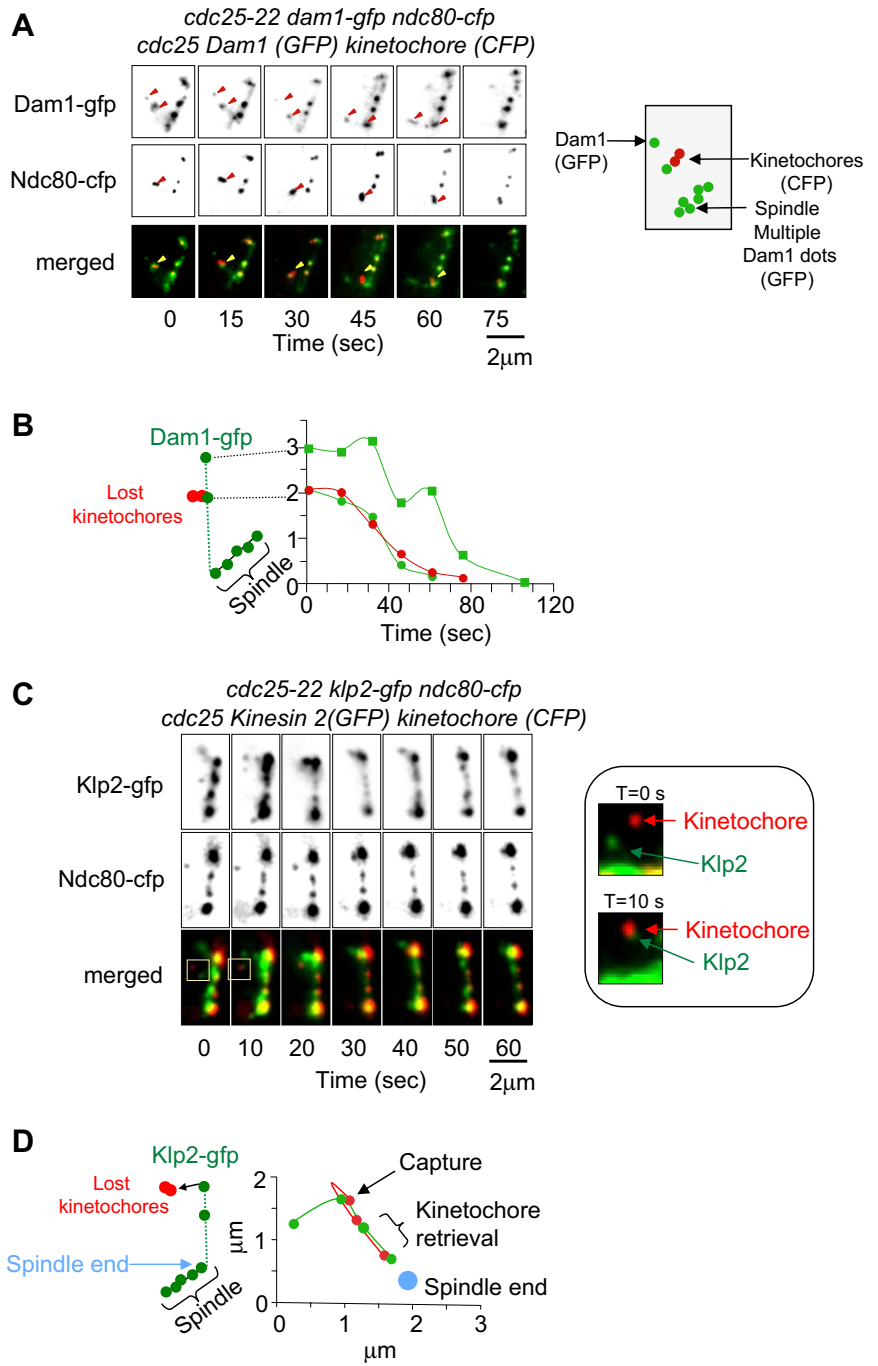 A
cdc25-22 dam1-gfp ndc80-cfp
cdc25 Dam1 (GFP) kinetochore (CFP)
Dam1-gfp
Ndc80-cfp
merged
0 15 30 45 60 75
Time (sec)
2μm
Dam1
(GFP)
Kinetochores
(CFP)
Spindle
Multiple
Dam1 dots
(GFP)
B
Dam1-gfp
Lost
kinetochores
Spindle
3
2
1
0
0 40 80 120
Time (sec)
C
cdc25-22 klp2-gfp ndc80-cfp
cdc25 Kinesin 2(GFP) kinetochore (CFP)
Klp2-gfp
Ndc80-cfp
merged
0 10 20 30 40 50 60
Time (sec)
2μm
T=0 s
Kinetochore
Klp2
T=10 s
Kinetochore
Klp2
D
Klp2-gfp
Lost
kinetochores
Spindle end
Spindle
2
1
0
μm
0 1 2 3
μm
Capture
Kinetochore
retrieval
Spindle end